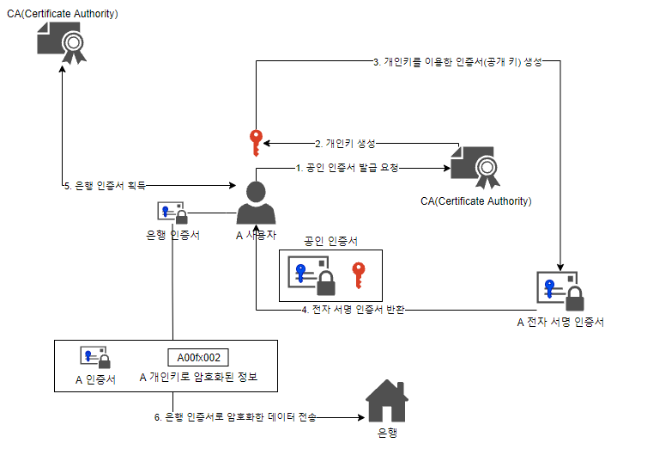 CA(Certificate Authority)
3. 개인키를 이용한 인증서(공개 키) 생성
2. 개인키 생성
1. 공인 인증서 발급 요청
5. 은행 인증서 획득
CA(Certificate Authority)
은행 인증서
A 사용자
공인 인증서
4. 전자 서명 인증서 반환
A 전자 서명 인증서
A00fx002
A 인증서
A 개인키로 암호화된 정보
6. 은행 인증서로 암호화한 데이터 전송
은행